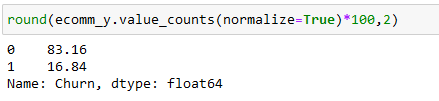 round(ecomm_y.value_counts(normalize=True)*100,2)
0    83.16
1    16.84
Name: Churn, dtype: float64